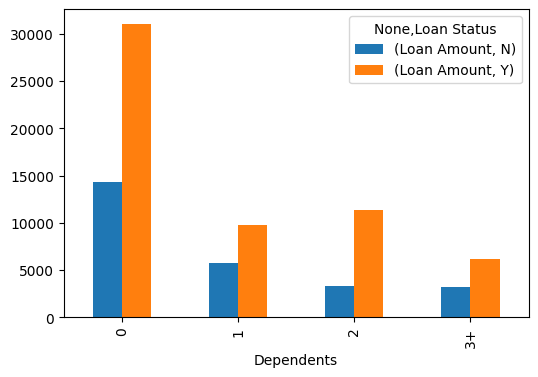 None,Loan Status
(Loan Amount, N)
(Loan Amount, Y)
30000
25000
20000
15000
10000
5000
0
0
1
2
3+
Dependents